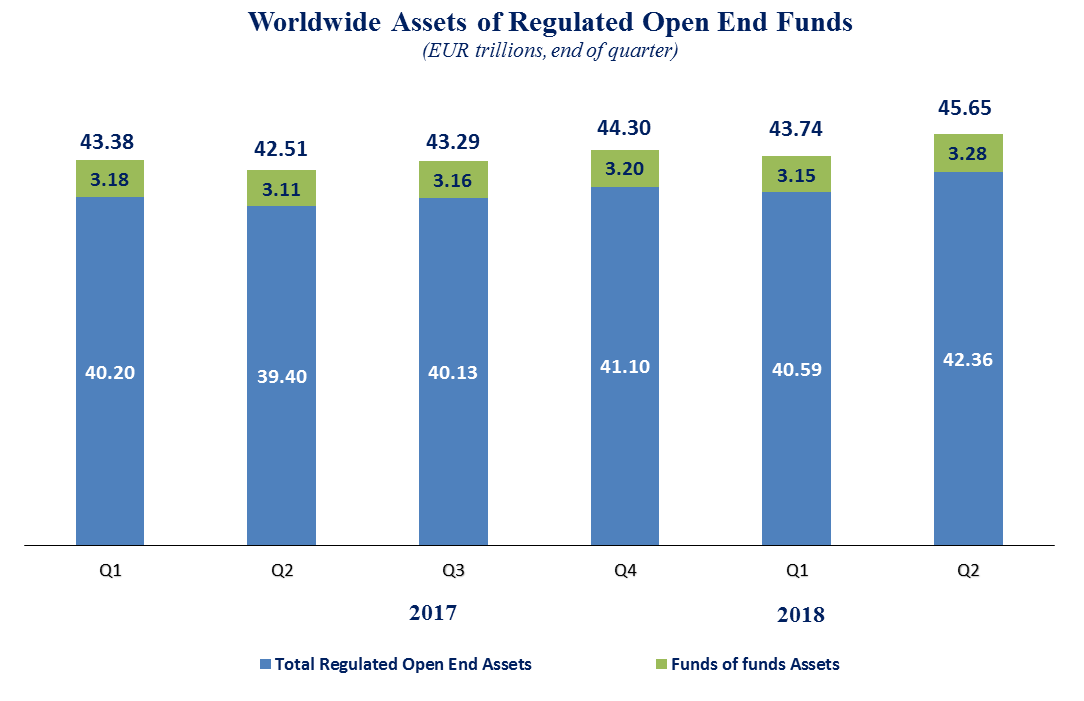 Worldwide Assets of Regulated Open End Funds
(EUR trillions, end of quarter)
43.38
42.51
43.29
44.30
43.74
45.65
3.18
3.11
3.16
3.20
3.15
3.28
40.20
39.40
40.13
41.10
40.59
42.36
Q1
Q2
Q3
Q4
Q1
Q2
2017
2018
Total Regulated Open End Assets
Funds of funds Assets